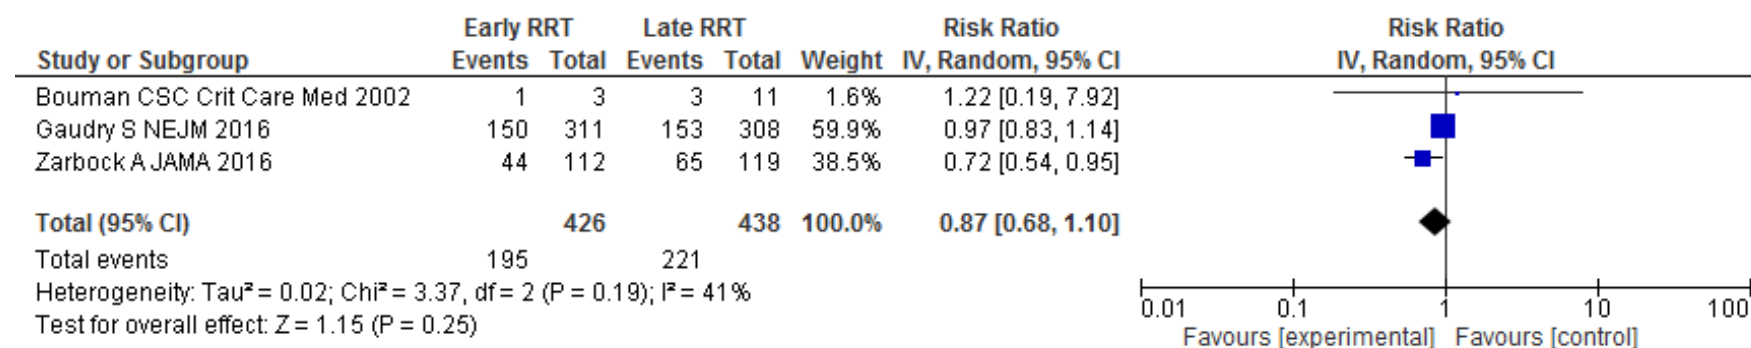 Early RRT Late RRT Risk Ratio Risk Ratio
Study or Subgroup Events Total Events Total Weight IV, Random, 95% CI IV, Random, 95% CI
Bouman CSC Crit Care Med 2002 1 3 3 11 1.6% 1.22 [0.19, 7.92]
Gaudry S NEJM 2016 150 311 153 308 59.9% 0.97 [0.83, 1.14]
Zarbock A JAMA 2016 44 112 65 119 38.5% 0.72 [0.54, 0.95]
Total (95% CI) 426 438 100.0% 0.87 [0.68, 1.10]
Total events 195 221
Heterogeneity: Tau² = 0.02; Chi² = 3.37, df = 2 (P = 0.19); I² = 41%
Test for overall effect: Z = 1.15 (P = 0.25)
0.01 0.1 1 10 100
Favours [experimental] Favours [control]